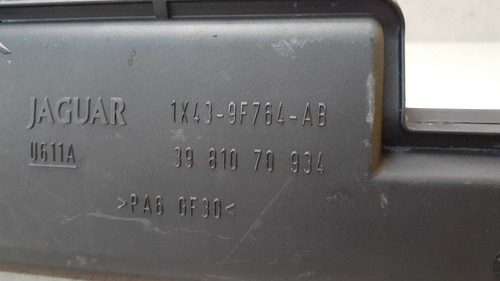 JAGUAR 1X43-9F764-AB
U611A 39 810 70 934
>PA6 GF30<